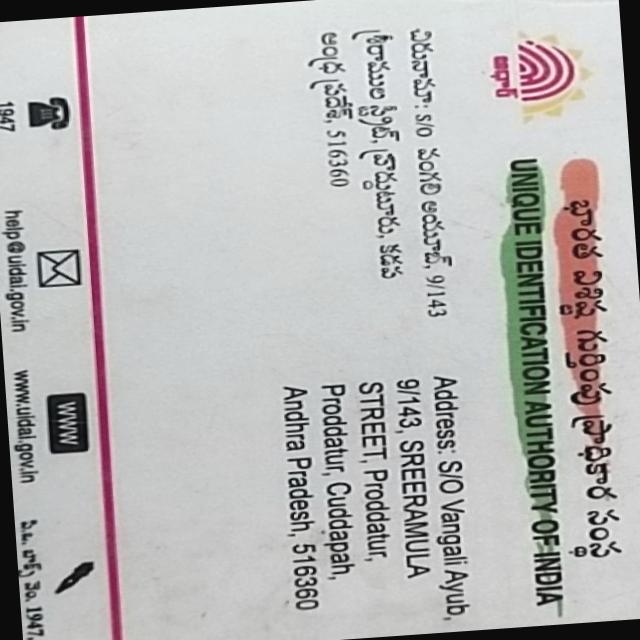 భారత విశిష్ట గుర్తింపు ప్రాధికార సంస్థ
UNIQUE IDENTIFICATION AUTHORITY OF INDIA
ఆధార్
చిరునామా: S/O వంగలి అయూబ్, 9/143
శ్రీరాములు స్ట్రీట్, ప్రొద్దుటూరు, కడప
ఆంధ్ర ప్రదేశ్, 516360
Address: S/O Vangali Ayub,
9/143, SREERAMULA
STREET, Proddatur,
Proddatur, Cuddapah,
Andhra Pradesh, 516360
1947
help@uidai.gov.in
WWW
www.uidai.gov.in
పి.ఒ. బాక్స్ నెం. 1947,